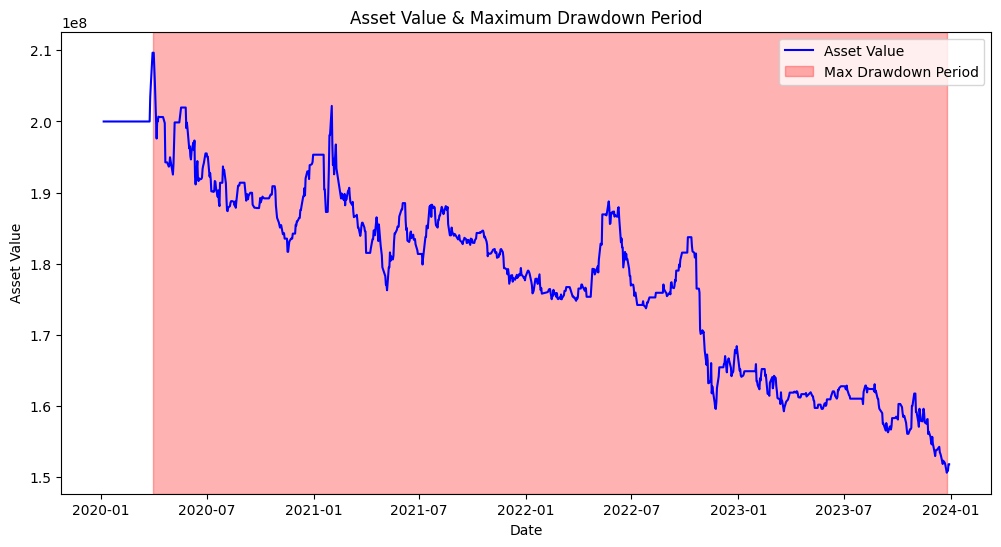 Asset Value & Maximum Drawdown Period
1e8
Asset Value
Max Drawdown Period
2.1
2.0
1.9
1.8
1.7
1.6
1.5
Asset Value
2020-01 2020-07 2021-01 2021-07 2022-01 2022-07 2023-01 2023-07 2024-01
Date